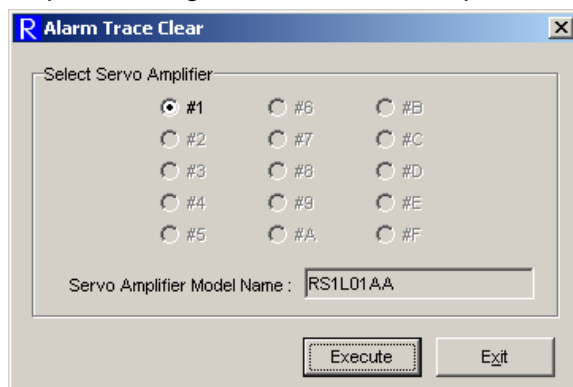 R Alarm Trace Clear
Select Servo Amplifier
#1 #6 #B
#2 #7 #C
#3 #8 #D
#4 #9 #E
#5 #A #F
Servo Amplifier Model Name : RS1L01AA
Execute Exit